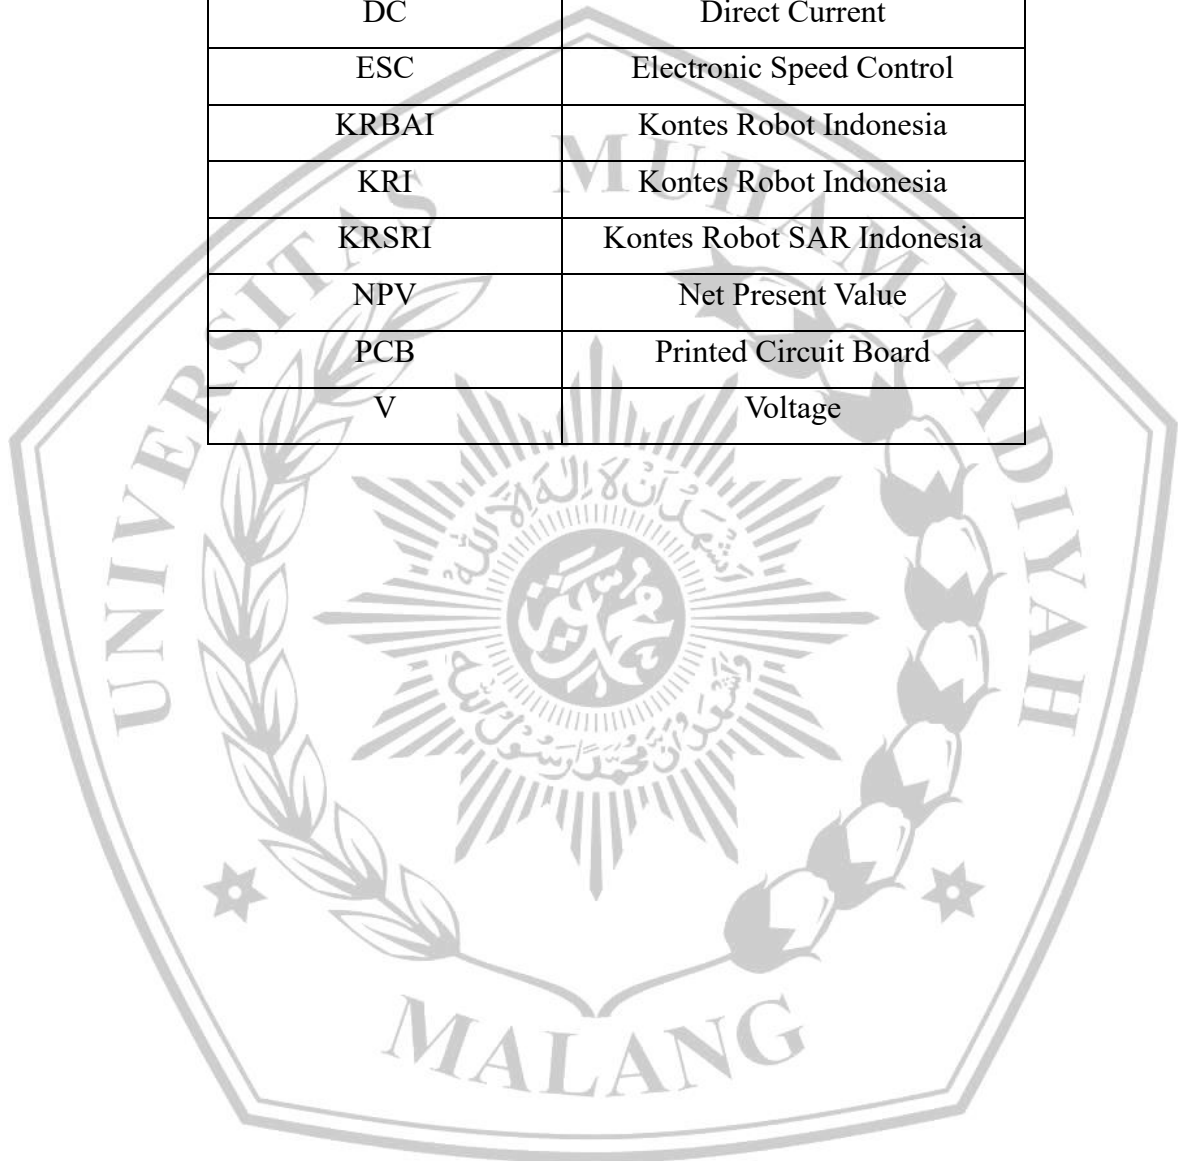 DC Direct Current
ESC Electronic Speed Control
KRBAI Kontes Robot Indonesia
KRI Kontes Robot Indonesia
KRSRI Kontes Robot SAR Indonesia
NPV Net Present Value
PCB Printed Circuit Board
V Voltage
UNIVERSITAS MUHAMMADIYAH
MALANG